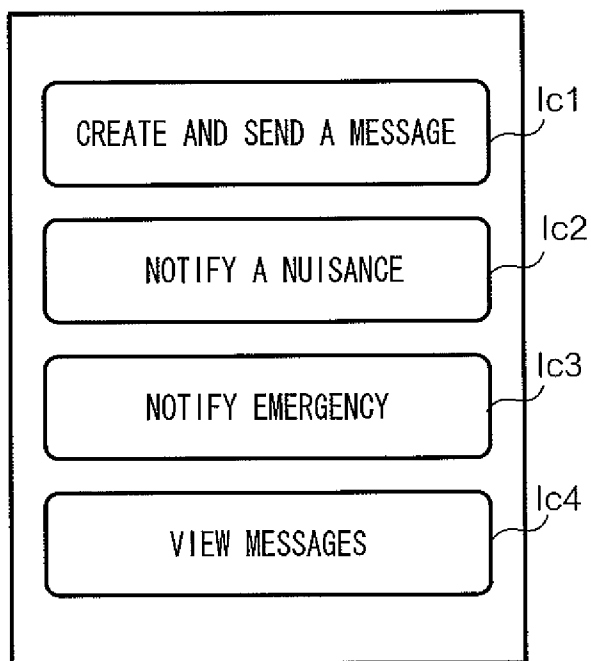 CREATE AND SEND A MESSAGE
Ic1
NOTIFY A NUISANCE
Ic2
NOTIFY EMERGENCY
Ic3
VIEW MESSAGES
Ic4